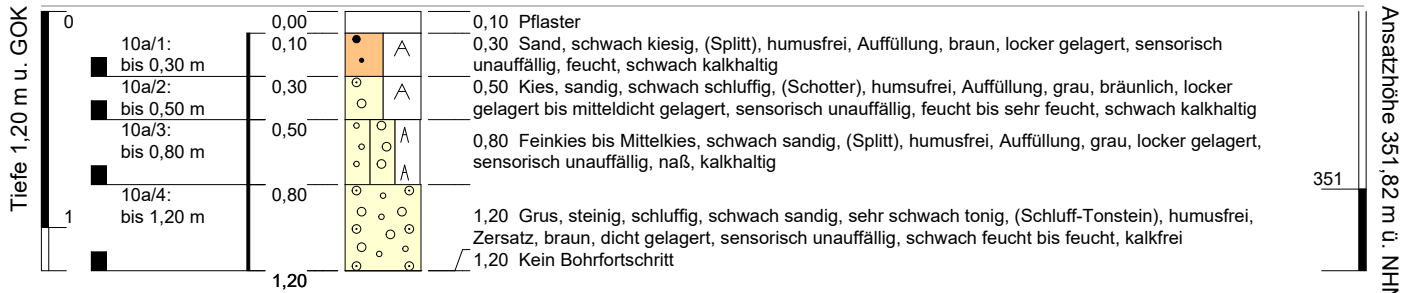 Tiefe 1,20 m u. GOK
0
1
10a/1:
bis 0,30 m
10a/2:
bis 0,50 m
10a/3:
bis 0,80 m
10a/4:
bis 1,20 m
0,00
0,10
0,30
0,50
0,80
1,20
A
A
A
A
0,10 Pflaster
0,30 Sand, schwach kiesig, (Splitt), humusfrei, Auffüllung, braun, locker gelagert, sensorisch
unauffällig, feucht, schwach kalkhaltig
0,50 Kies, sandig, schwach schluffig, (Schotter), humsufrei, Auffüllung, grau, bräunlich, locker
gelagert bis mitteldicht gelagert, sensorisch unauffällig, feucht bis sehr feucht, schwach kalkhaltig
0,80 Feinkies bis Mittelkies, schwach sandig, (Splitt), humusfrei, Auffüllung, grau, locker gelagert,
sensorisch unauffällig, naß, kalkhaltig
1,20 Grus, steinig, schluffig, schwach sandig, sehr schwach tonig, (Schluff-Tonstein), humusfrei,
Zersatz, braun, dicht gelagert, sensorisch unauffällig, schwach feucht bis feucht, kalkfrei
1,20 Kein Bohrfortschritt
351
Ansatzhöhe 351,82 m ü. NHN